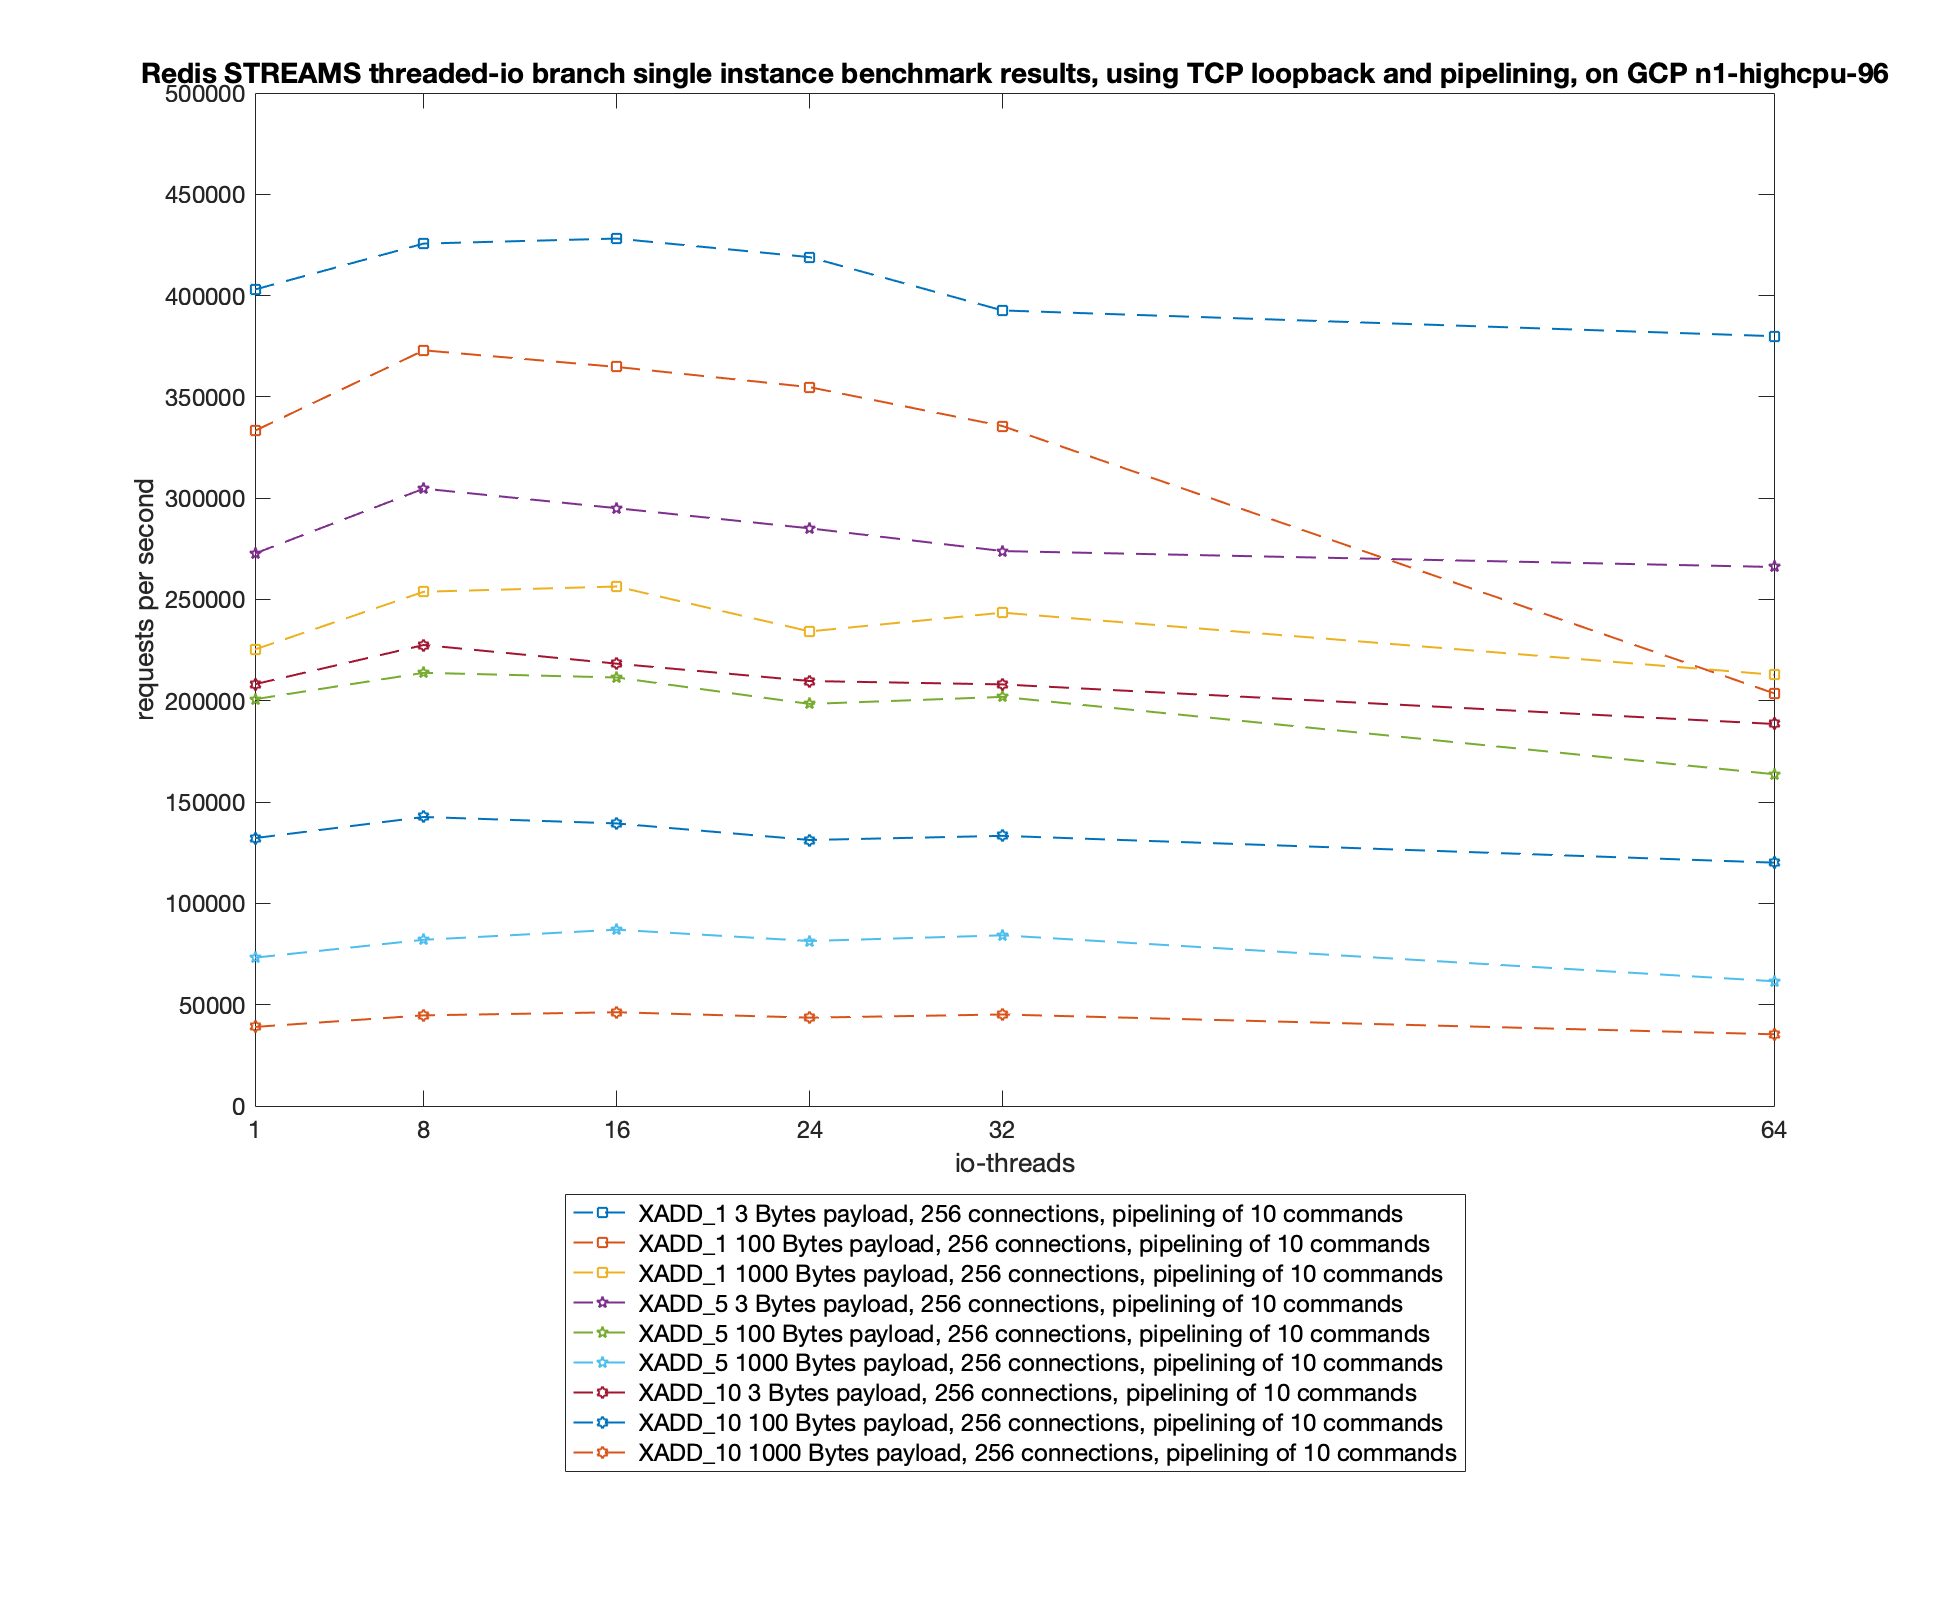 Redis STREAMS threaded-io branch single instance benchmark results, using TCP loopback and pipelining, on GCP n1-highcpu-96
500000
450000
400000
350000
300000
250000
200000
150000
100000
50000
0
requests per second
1 8 16 24 32 64
io-threads
XADD_1 3 Bytes payload, 256 connections, pipelining of 10 commands
XADD_1 100 Bytes payload, 256 connections, pipelining of 10 commands
XADD_1 1000 Bytes payload, 256 connections, pipelining of 10 commands
XADD_5 3 Bytes payload, 256 connections, pipelining of 10 commands
XADD_5 100 Bytes payload, 256 connections, pipelining of 10 commands
XADD_5 1000 Bytes payload, 256 connections, pipelining of 10 commands
XADD_10 3 Bytes payload, 256 connections, pipelining of 10 commands
XADD_10 100 Bytes payload, 256 connections, pipelining of 10 commands
XADD_10 1000 Bytes payload, 256 connections, pipelining of 10 commands